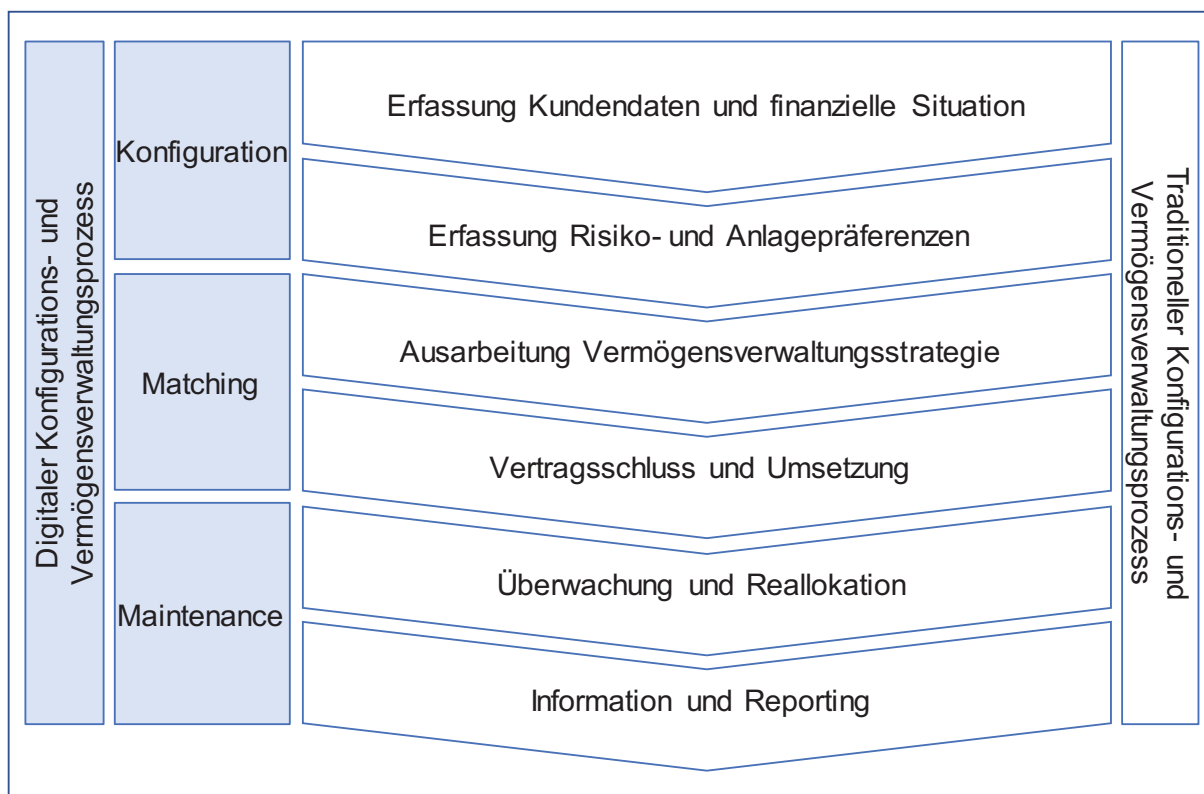 Digitaler Konfigurations- und
Vermögensverwaltungsprozess
Konfiguration
Matching
Maintenance
Erfassung Kundendaten und finanzielle Situation
Erfassung Risiko- und Anlagepräferenzen
Ausarbeitung Vermögensverwaltungsstrategie
Vertragsschluss und Umsetzung
Überwachung und Reallokation
Information und Reporting
Traditioneller Konfigurations- und
Vermögensverwaltungsprozess